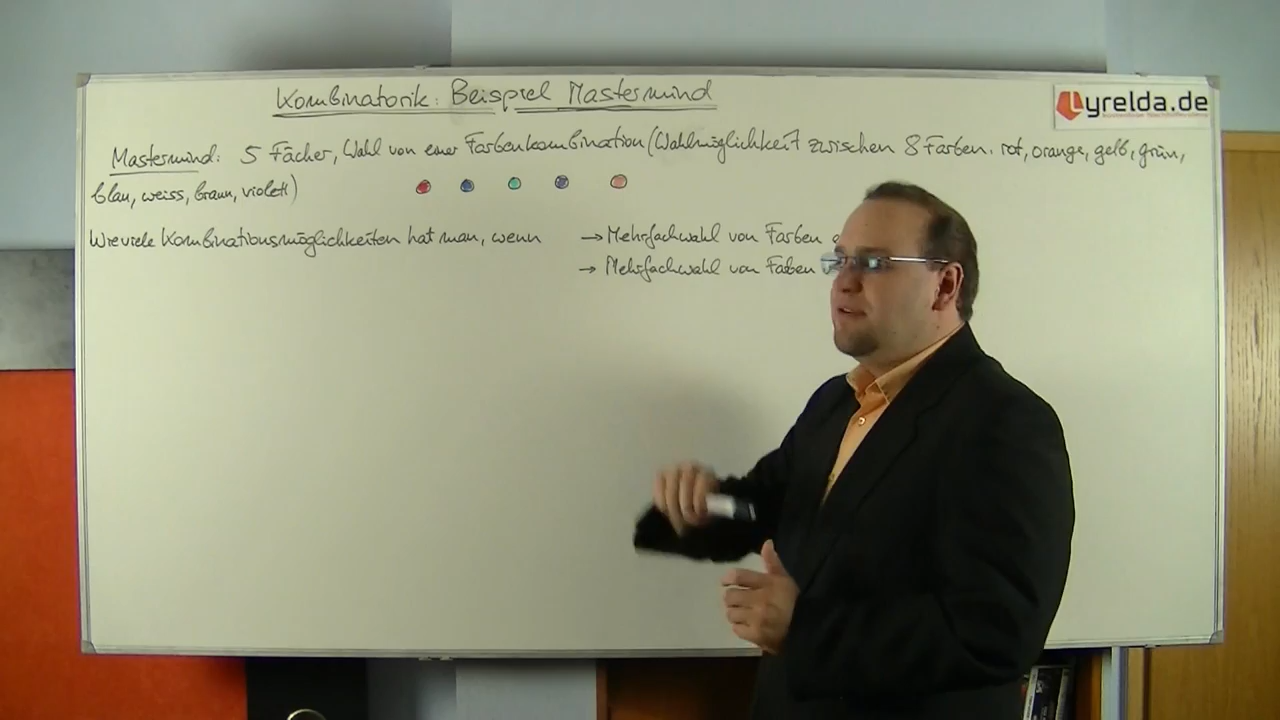 Kombinatorik: Beispiel Mastermind
Lyrelda.de
Mastermind: 5 Fächer, Wahl von einer Farbenkombination (Wahlmöglichkeit zwischen 8 Farben: rot, orange, gelb, grün,
blau, weiss, braun, violett)
Wieviele Kombinationsmöglichkeiten hat man, wenn
→ Mehrfachwahl von Farben
→ Mehrfachwahl von Farben